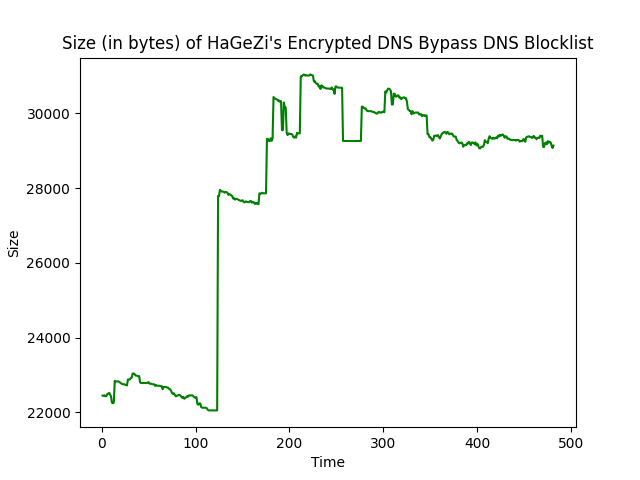 Size (in bytes) of HaGeZi's Encrypted DNS Bypass DNS Blocklist
30000
28000
26000
24000
22000
Size
0 100 200 300 400 500
Time